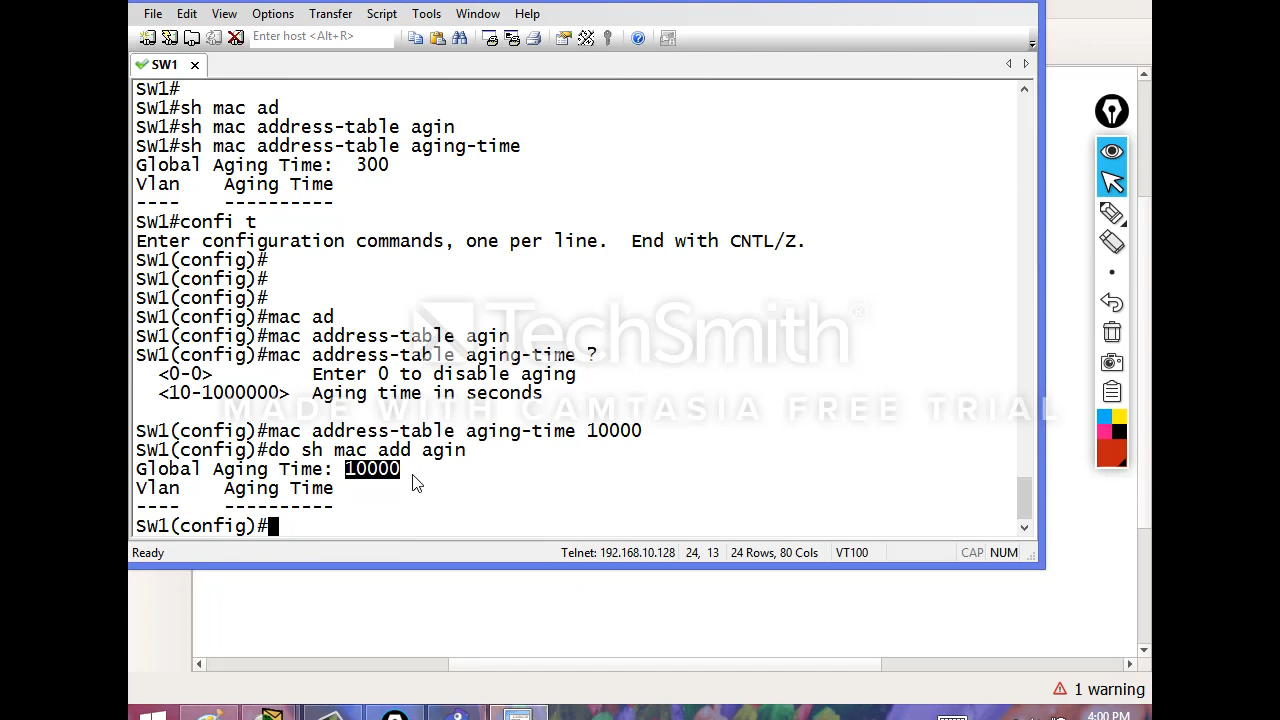 File Edit View Options Transfer Script Tools Window Help
Enter host <Alt+R>
SW1
SW1#
SW1#sh mac ad
SW1#sh mac address-table agin
SW1#sh mac address-table aging-time
Global Aging Time:  300
Vlan    Aging Time
----    ----------
SW1#confi t
Enter configuration commands, one per line.  End with CNTL/Z.
SW1(config)#
SW1(config)#
SW1(config)#
SW1(config)#mac ad
SW1(config)#mac address-table agin
SW1(config)#mac address-table aging-time ?
  <0-0>         Enter 0 to disable aging
  <10-1000000>  Aging time in seconds
SW1(config)#mac address-table aging-time 10000
SW1(config)#do sh mac add agin
Global Aging Time: 10000
Vlan    Aging Time
----    ----------
SW1(config)#
TechSmith®
MADE WITH CAMTASIA FREE TRIAL
Ready Telnet: 192.168.10.128 24, 13 24 Rows, 80 Cols VT100 CAP NUM
1 warning
4:00 PM